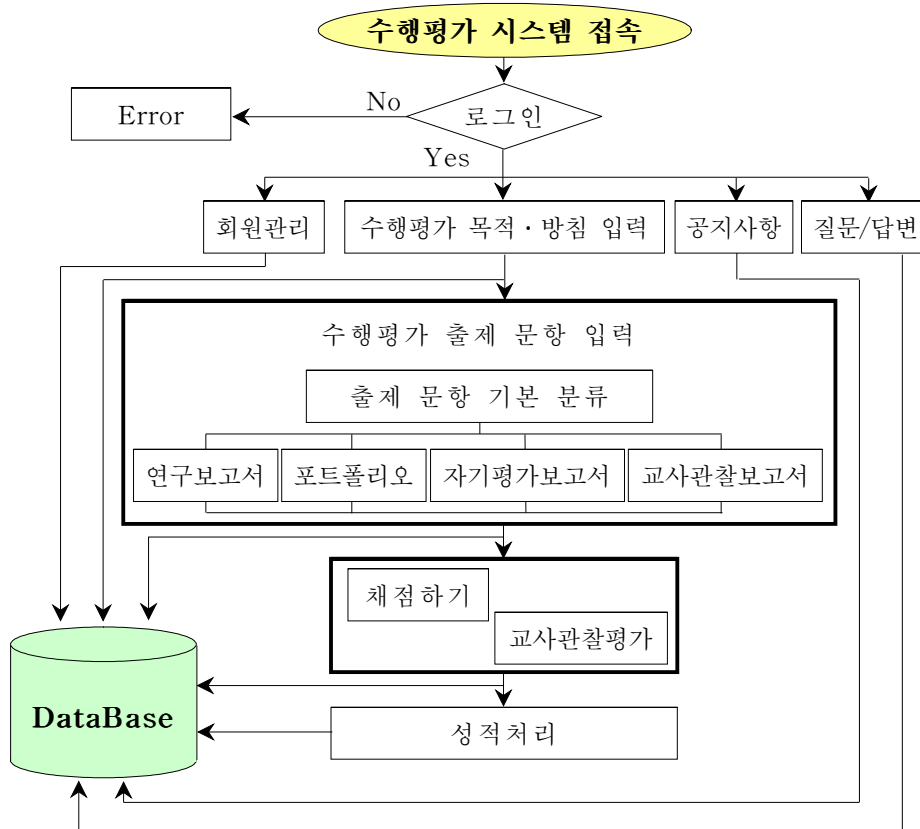 수행평가 시스템 접속
No
Error
로그인
Yes
회원관리
수행평가 목적·방침 입력
공지사항
질문/답변
수행평가 출제 문항 입력
출제 문항 기본 분류
연구보고서
포트폴리오
자기평가보고서
교사관찰보고서
채점하기
교사관찰평가
DataBase
성적처리